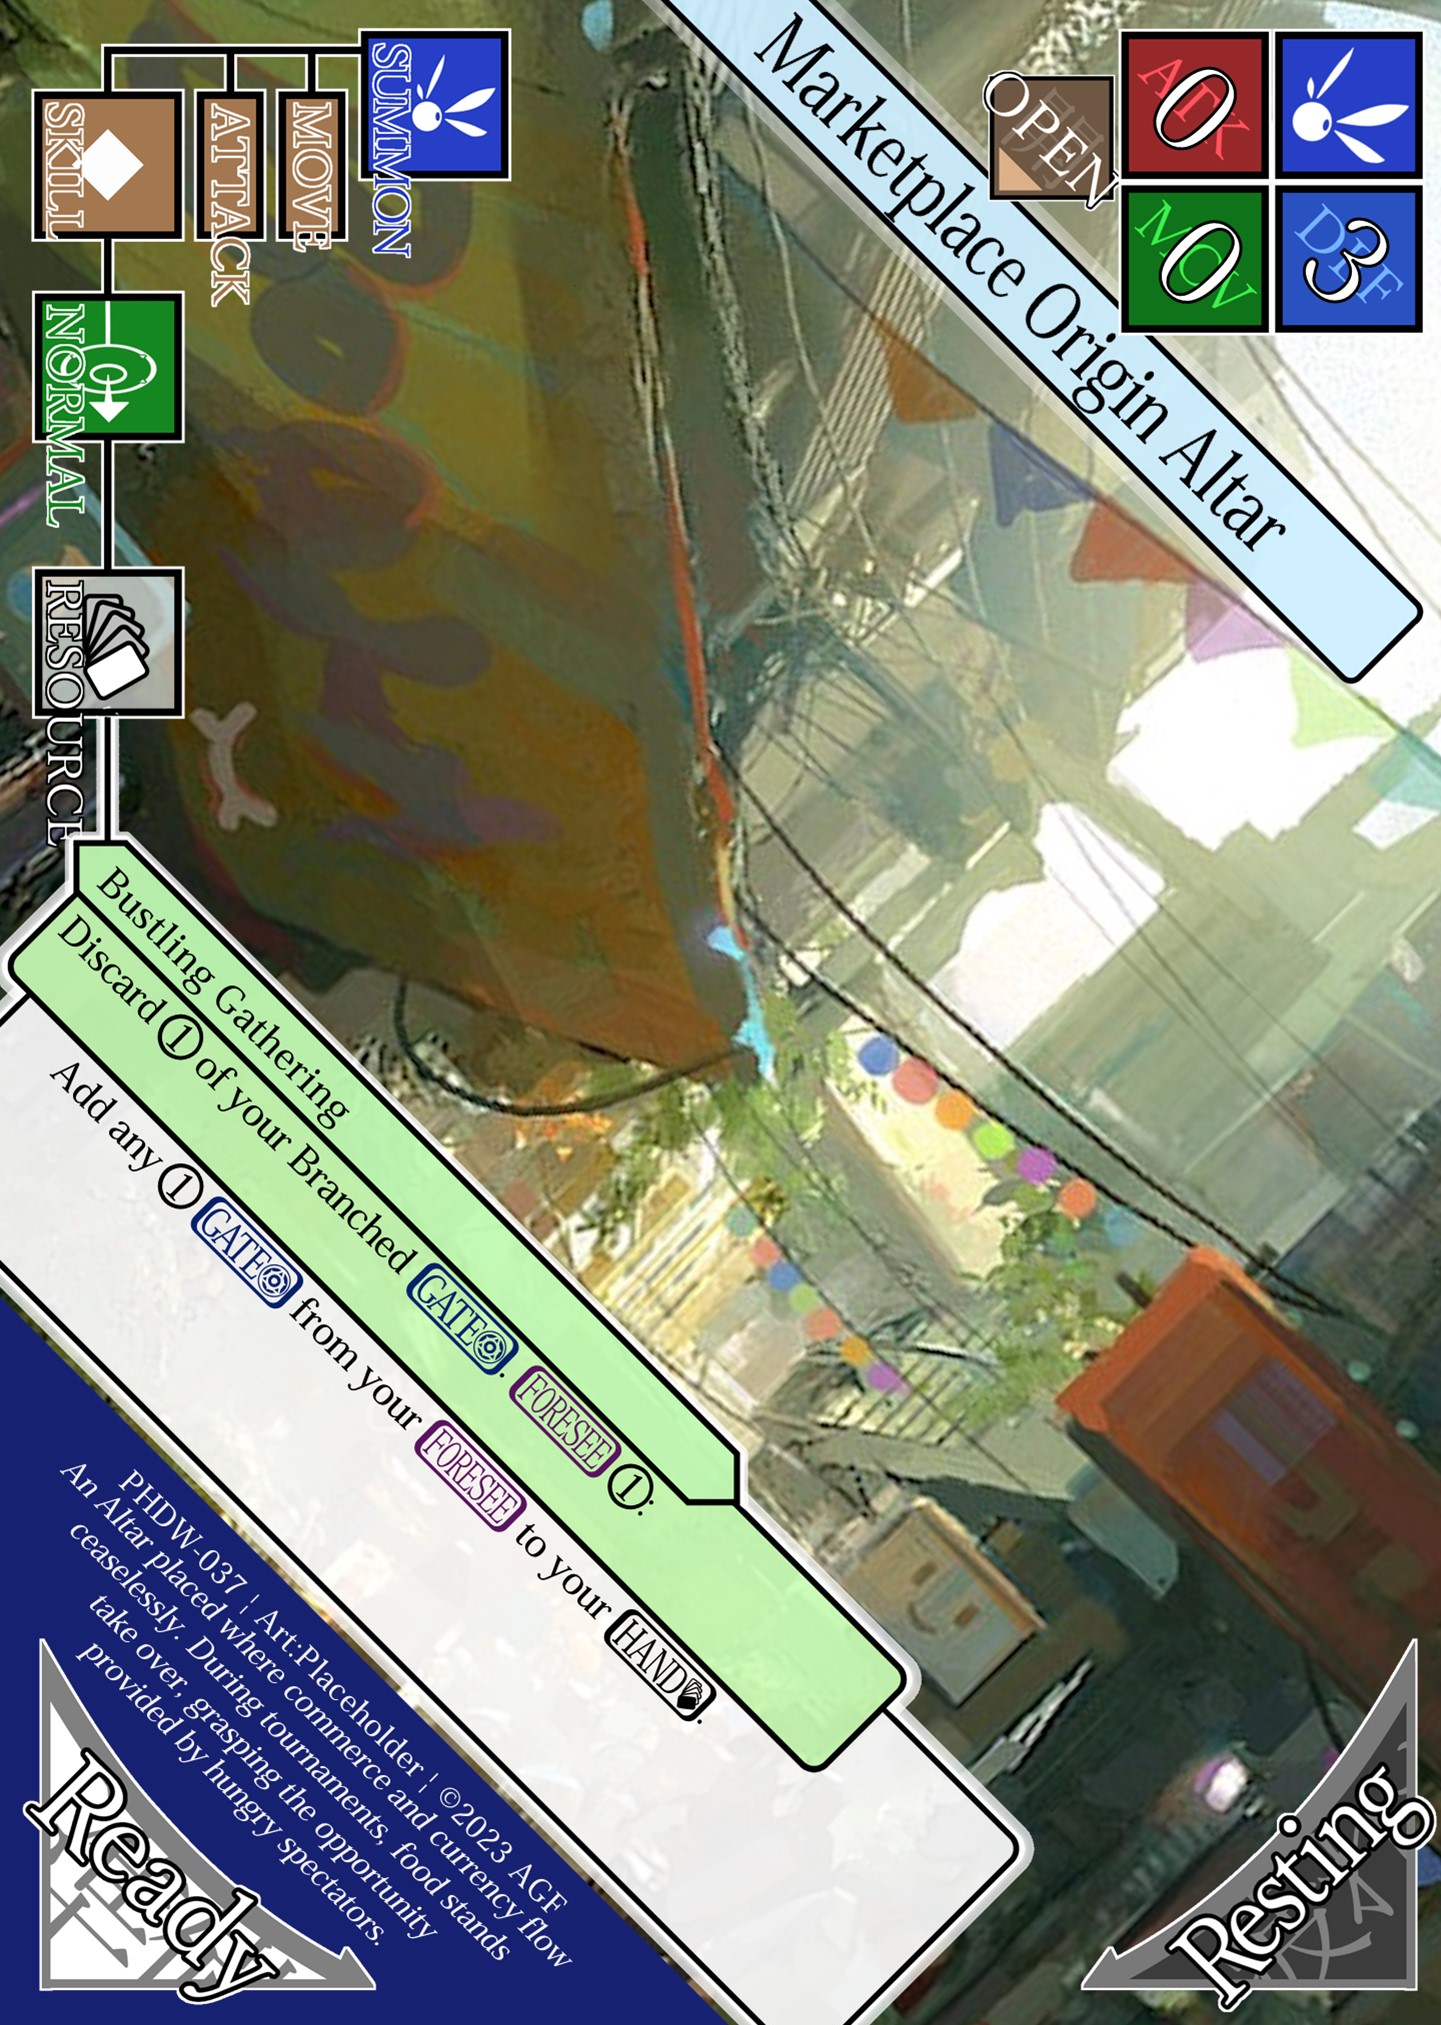 Marketplace Origin Altar
OPEN
ATK 0
DEF 3
MOV 0
SUMMON
MOVE
ATTACK
SKILL
NORMAL
RESOURCE
Bustling Gathering
Discard 1 of your Branched GATE. FORESEE 1:
Add any 1 GATE from your FORESEE to your HAND.
PHDW-037 ¦ Art:Placeholder ¦ ©2023 AGF
An Altar placed where commerce and currency flow
ceaselessly. During tournaments, food stands
take over, grasping the opportunity
provided by hungry spectators.
Ready
Resting